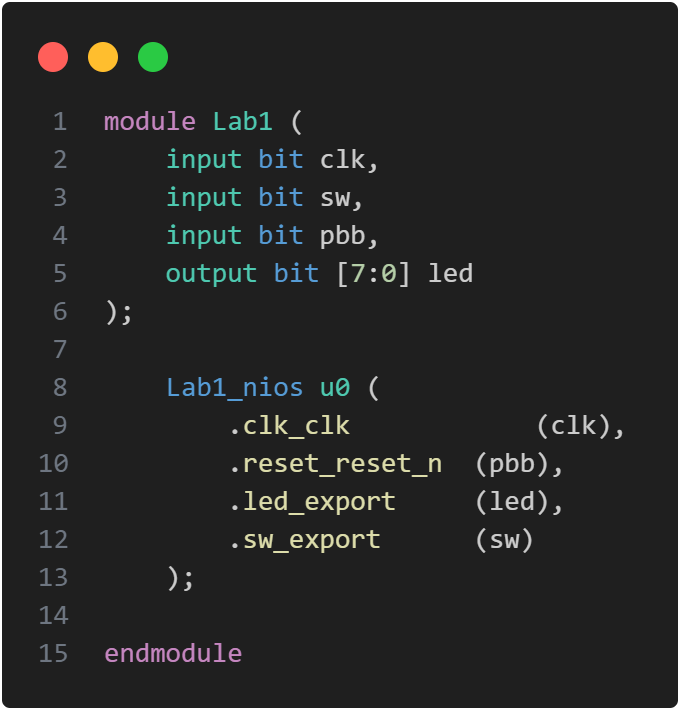 1 module Lab1 (
2     input bit clk,
3     input bit sw,
4     input bit pbb,
5     output bit [7:0] led
6 );
7
8     Lab1_nios u0 (
9         .clk_clk            (clk),
10         .reset_reset_n  (pbb),
11         .led_export     (led),
12         .sw_export      (sw)
13     );
14
15 endmodule